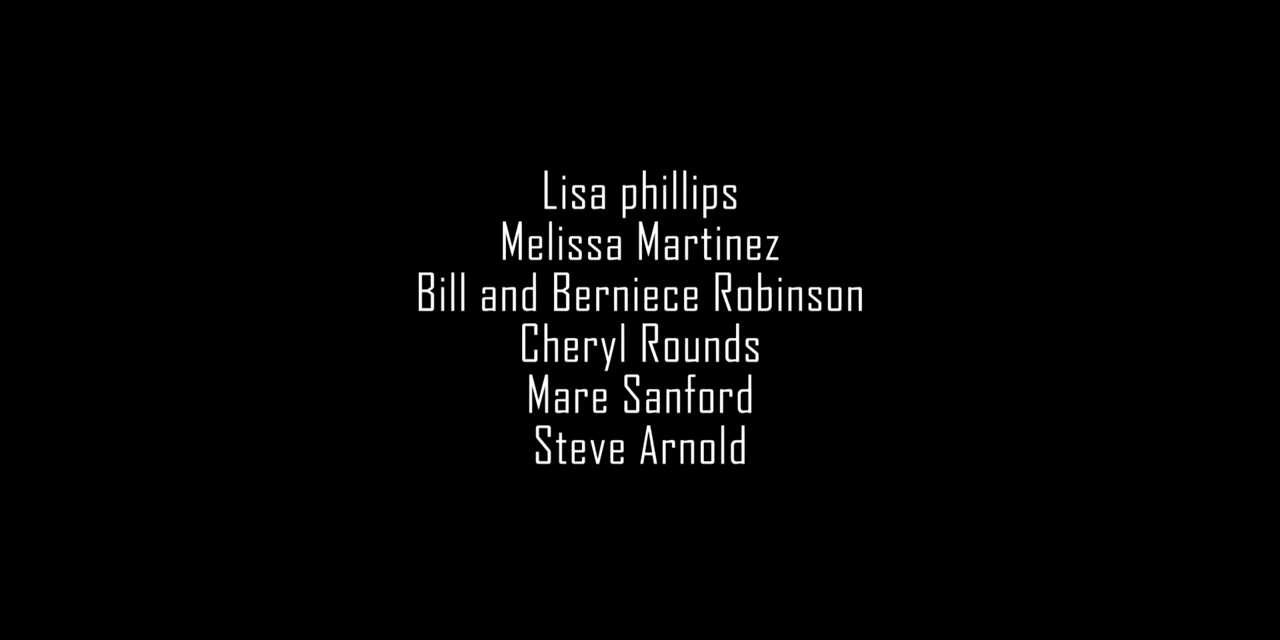 Lisa phillips
Melissa Martinez
Bill and Berniece Robinson
Cheryl Rounds
Mare Sanford
Steve Arnold